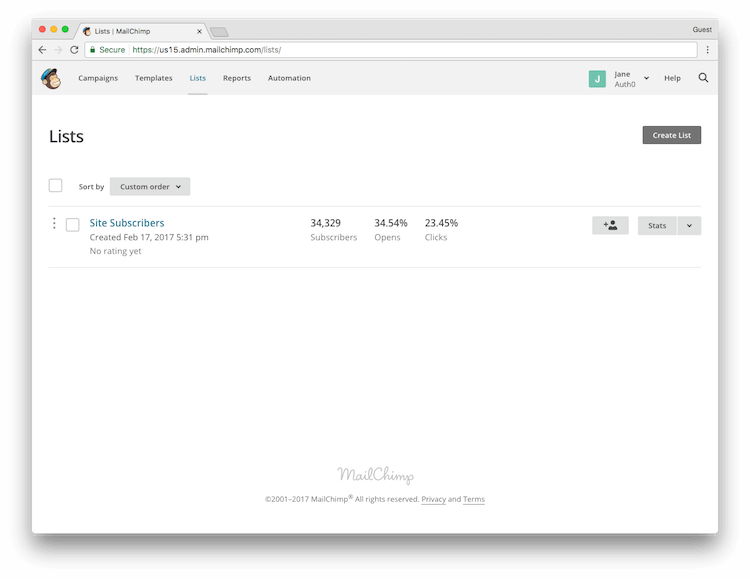 Lists | MailChimp
Guest
Secure https://us15.admin.mailchimp.com/lists/
Campaigns Templates Lists Reports Automation J Jane Help
Auth0
Lists
Create List
Sort by Custom order
Site Subscribers 34,329 34.54% 23.45% Stats
Created Feb 17, 2017 5:31 pm Subscribers Opens Clicks
No rating yet
MailChimp
©2001–2017 MailChimp® All rights reserved. Privacy and Terms